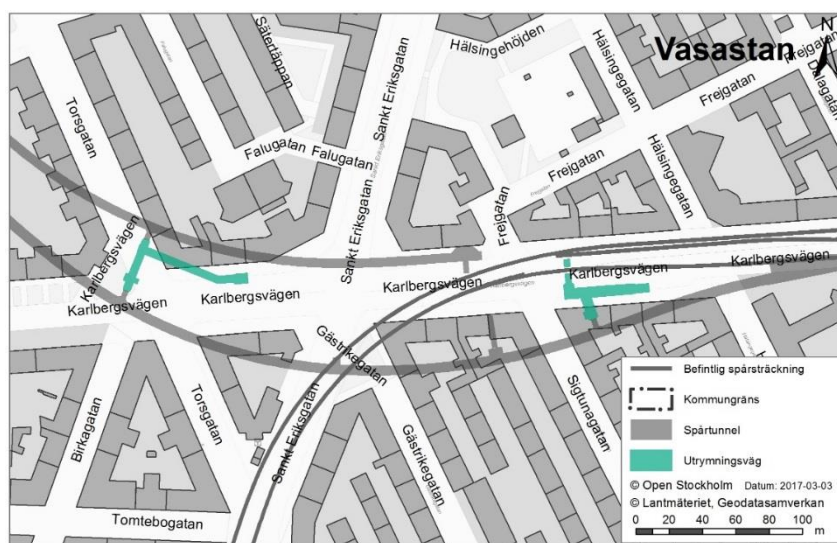 Vasastan
N
Hälsingehöjden
Sätertäppan
Sankt Eriksgatan
Hälsingegatan
Frejgatan
Frejgatan
Dalagatan
Torsgatan
Falugatan Falugatan
Frejgatan
Hälsingegatan
Sankt Eriksgatan
Frejgatan
Karlbergsvägen
Karlbergsvägen
Karlbergsvägen
Karlbergsvägen
Karlbergsvägen
Karlbergsvägen
Gästrikegatan
Torsgatan
Birkagatan
Sankt Eriksgatan
Gästrikegatan
Sigtunagatan
Tomtebogatan
Befintlig spårsträckning
Kommungräns
Spårtunnel
Utrymningsväg
© Open Stockholm Datum: 2017-03-03
© Lantmäteriet, Geodatasamverkan
0 20 40 60 80 100
m